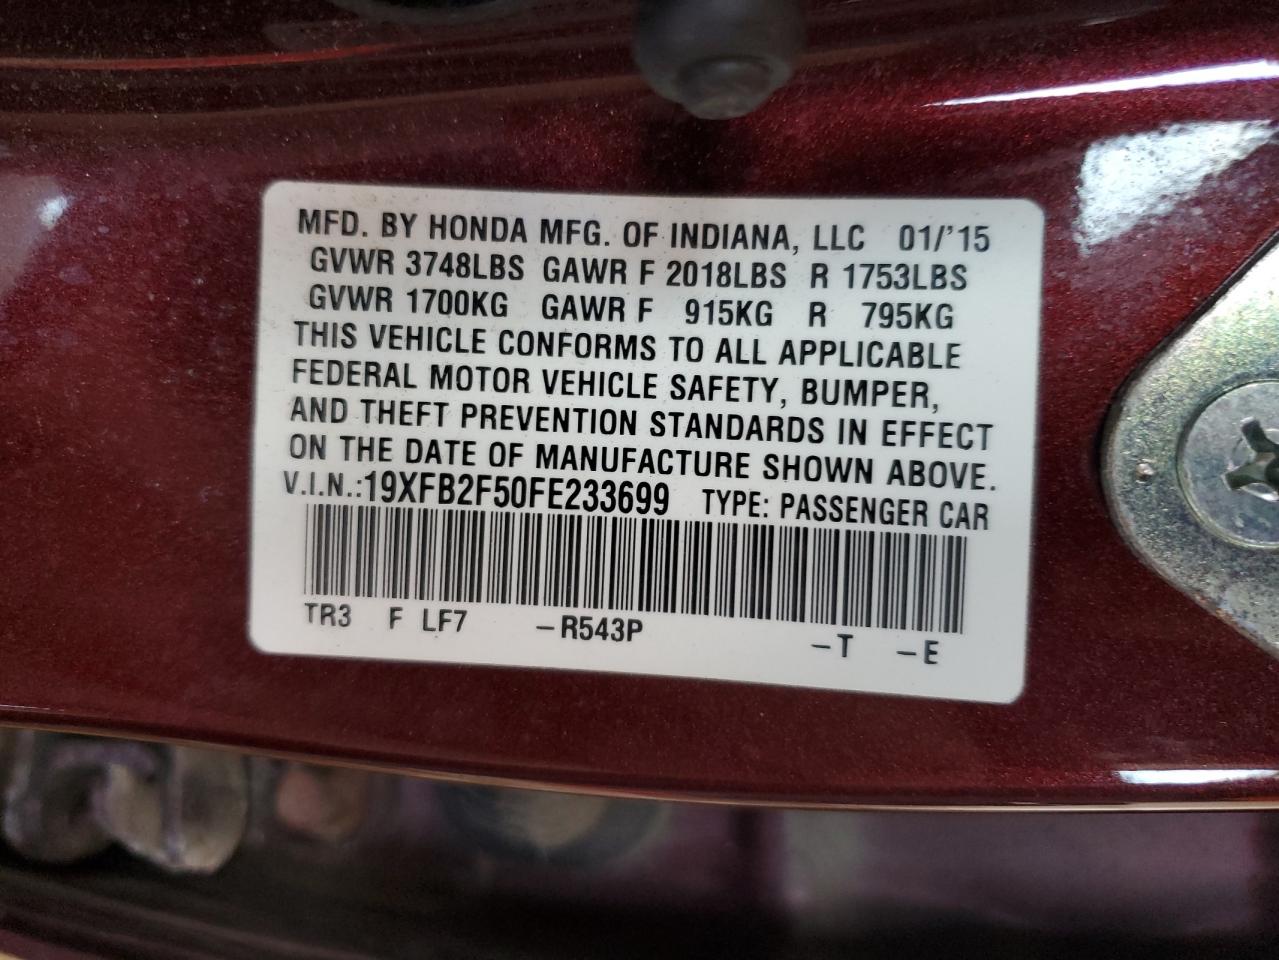 MFD. BY HONDA MFG. OF INDIANA, LLC 01/'15
GVWR 3748LBS GAWR F 2018LBS R 1753LBS
GVWR 1700KG GAWR F 915KG R 795KG
THIS VEHICLE CONFORMS TO ALL APPLICABLE
FEDERAL MOTOR VEHICLE SAFETY, BUMPER,
AND THEFT PREVENTION STANDARDS IN EFFECT
ON THE DATE OF MANUFACTURE SHOWN ABOVE.
V.I.N.:19XFB2F50FE233699 TYPE: PASSENGER CAR
TR3 F LF7 –R543P –T –E